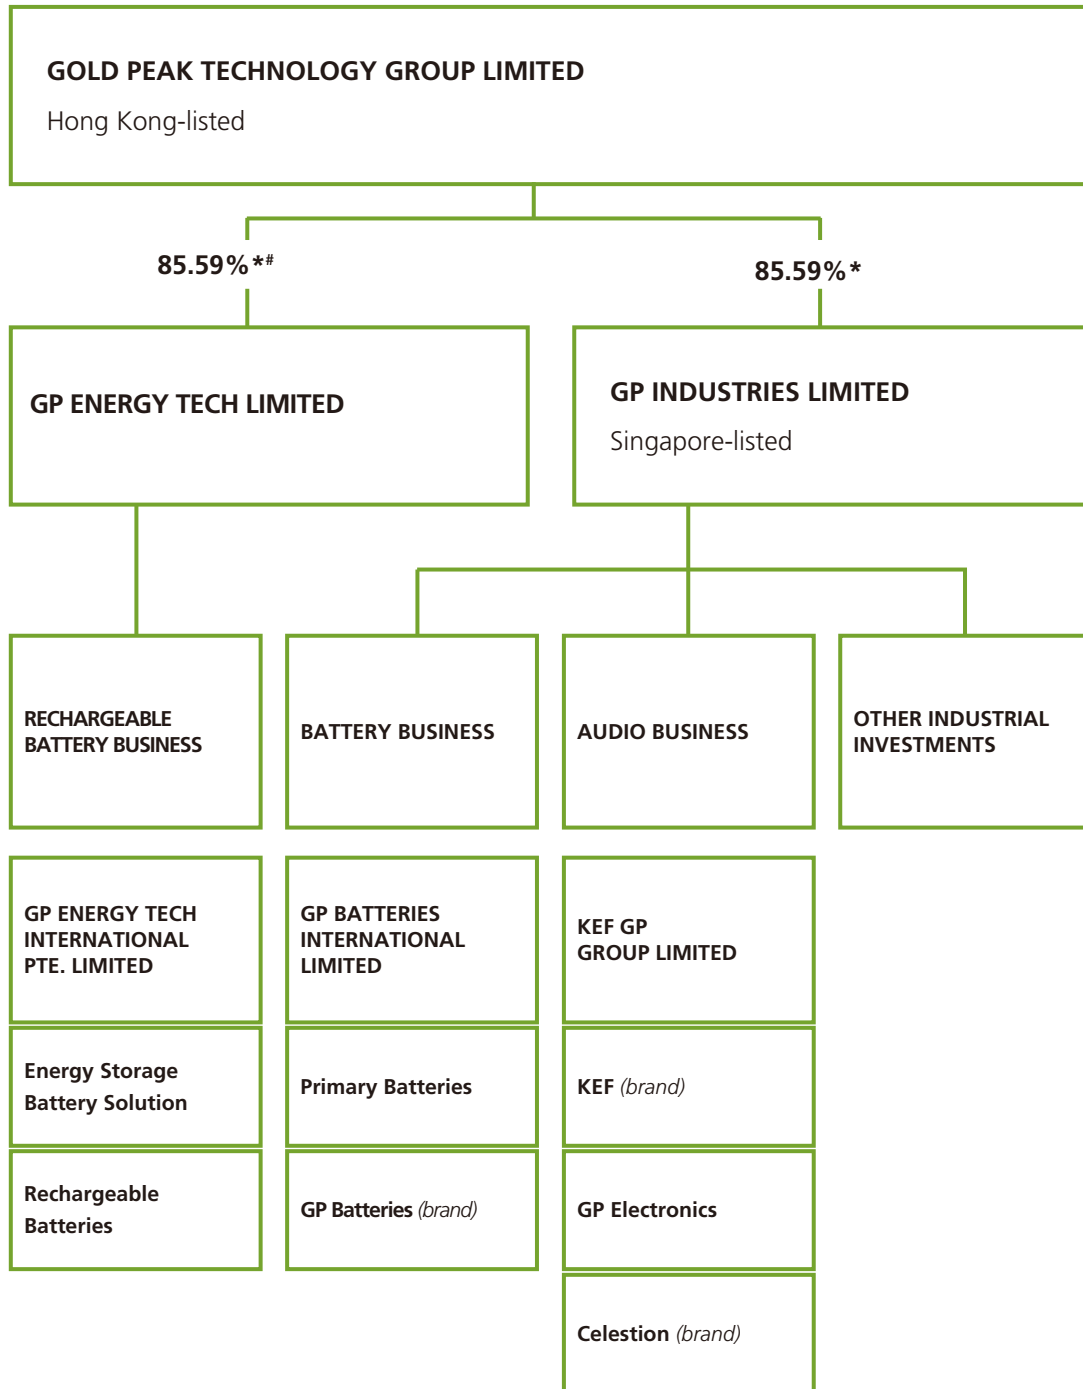 GOLD PEAK TECHNOLOGY GROUP LIMITED
Hong Kong-listed
85.59%*#
85.59%*
GP ENERGY TECH LIMITED
GP INDUSTRIES LIMITED
Singapore-listed
RECHARGEABLE
BATTERY BUSINESS
BATTERY BUSINESS
AUDIO BUSINESS
OTHER INDUSTRIAL
INVESTMENTS
GP ENERGY TECH
INTERNATIONAL
PTE. LIMITED
GP BATTERIES
INTERNATIONAL
LIMITED
KEF GP
GROUP LIMITED
Energy Storage
Battery Solution
Primary Batteries
KEF (brand)
Rechargeable
Batteries
GP Batteries (brand)
GP Electronics
Celestion (brand)